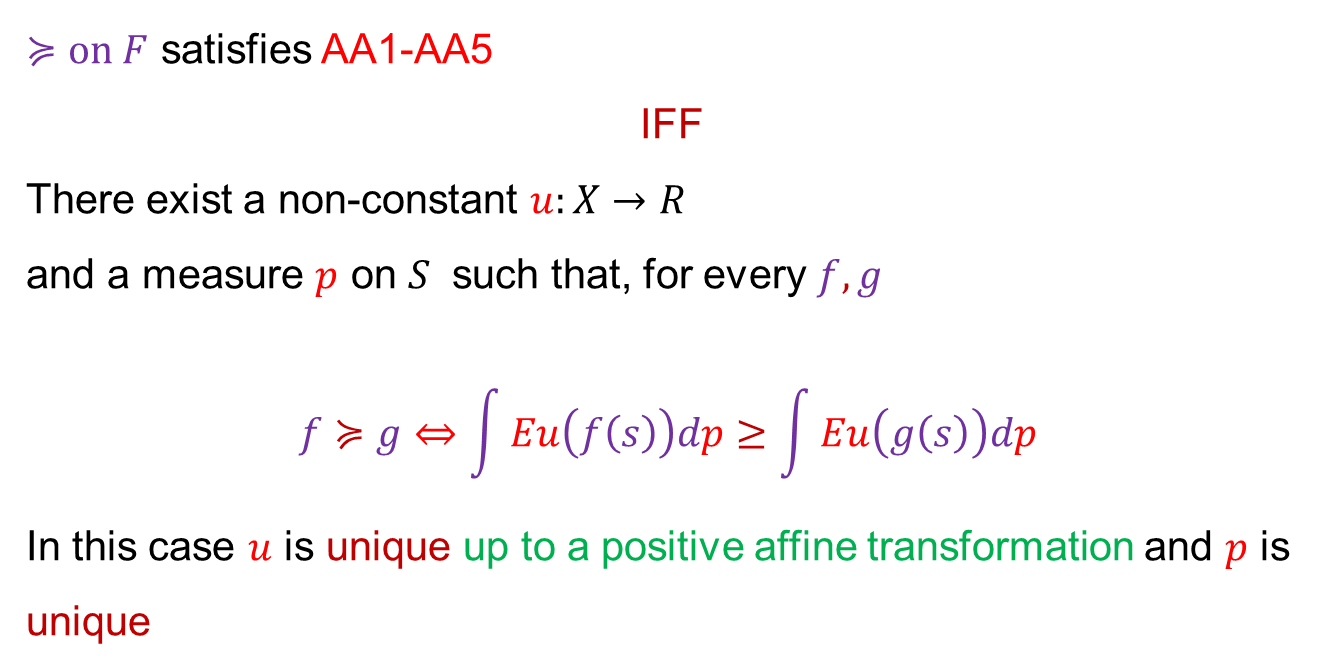 ≽ on F satisfies AA1-AA5
IFF
There exist a non-constant u: X → R
and a measure p on S such that, for every f, g
f ≽ g ⇔ ∫ Eu(f(s))dp ≥ ∫ Eu(g(s))dp
In this case u is unique up to a positive affine transformation and p is
unique